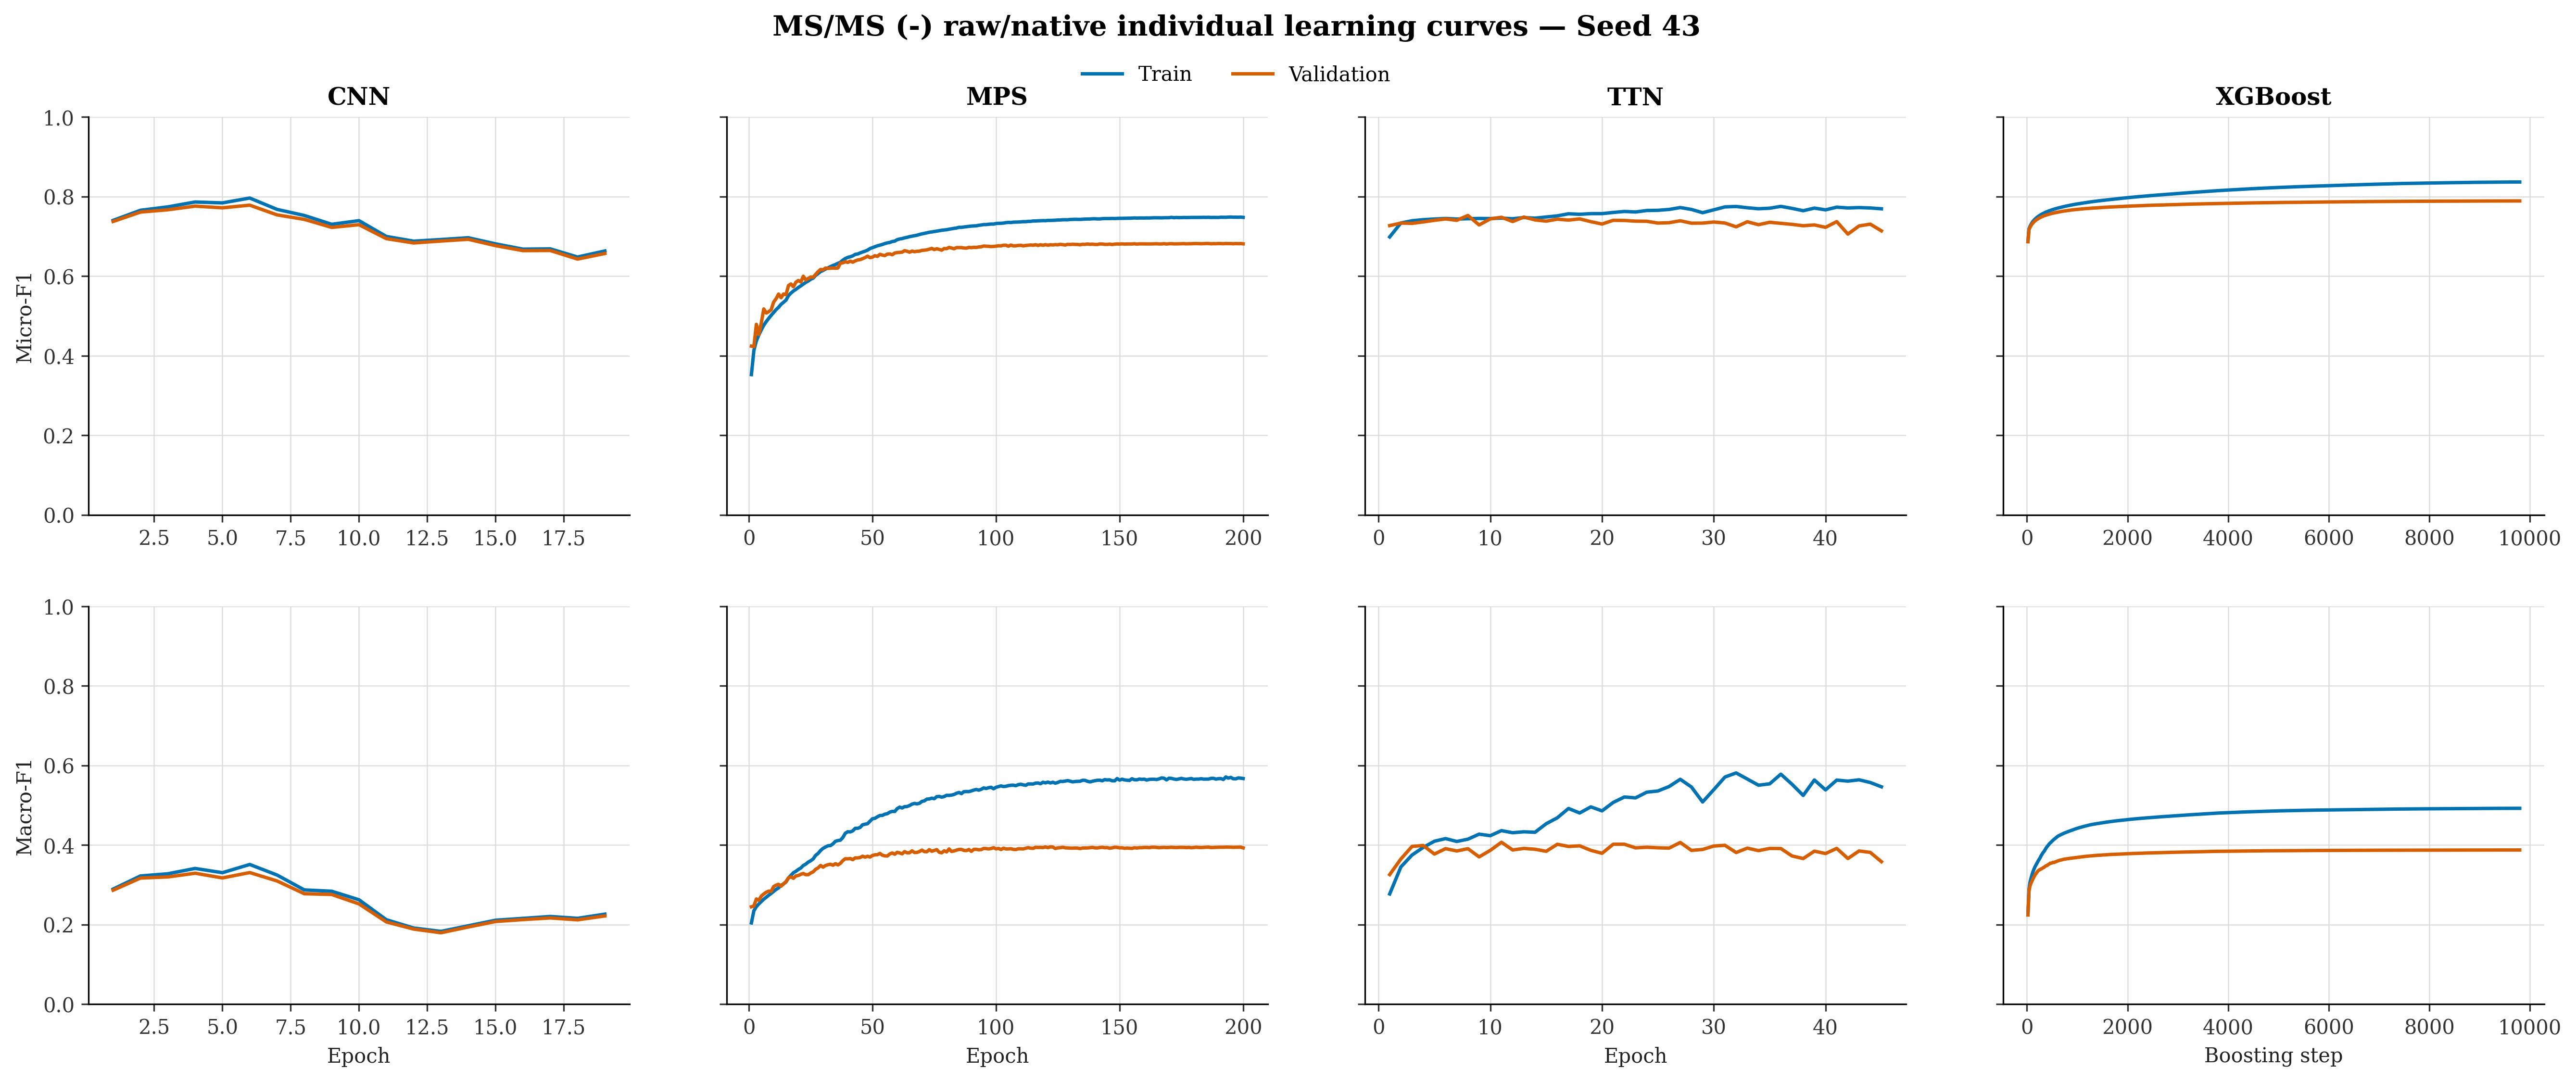 MS/MS (-) raw/native individual learning curves — Seed 43
Train Validation
CNN MPS TTN XGBoost
Micro-F1
1.0
0.8
0.6
0.4
0.2
0.0
2.5 5.0 7.5 10.0 12.5 15.0 17.5
0 50 100 150 200
0 10 20 30 40
0 2000 4000 6000 8000 10000
Macro-F1
1.0
0.8
0.6
0.4
0.2
0.0
2.5 5.0 7.5 10.0 12.5 15.0 17.5
0 50 100 150 200
0 10 20 30 40
0 2000 4000 6000 8000 10000
Epoch Epoch Epoch Boosting step